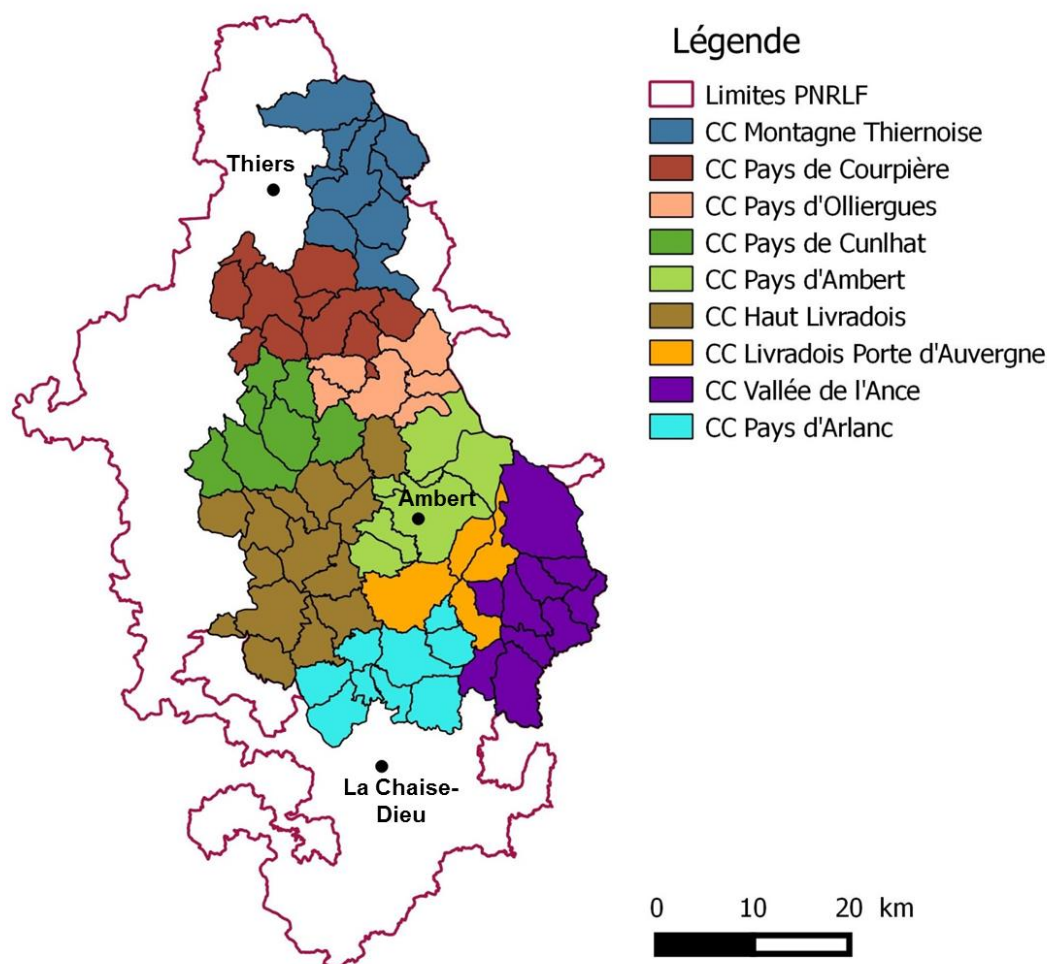 Légende
Limites PNRLF
CC Montagne Thiernoise
CC Pays de Courpière
CC Pays d'Olliergues
CC Pays de Cunlhat
CC Pays d'Ambert
CC Haut Livradois
CC Livradois Porte d'Auvergne
CC Vallée de l'Ance
CC Pays d'Arlanc
Thiers
Ambert
La Chaise-
Dieu
0 10 20 km